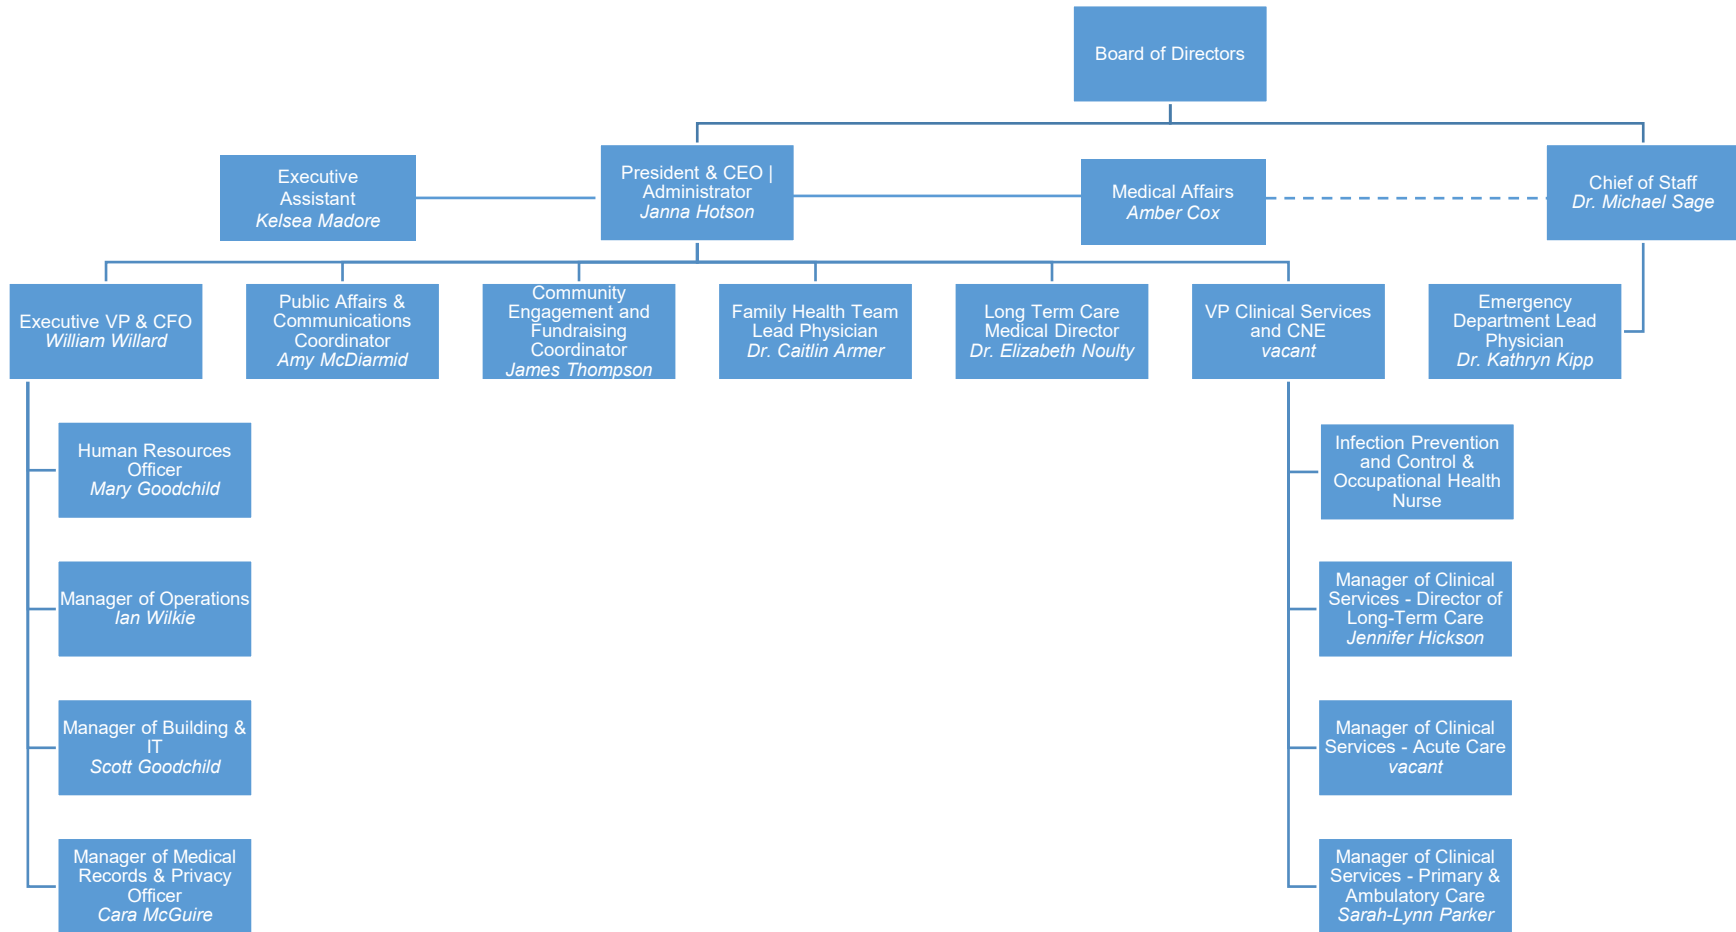 Board of Directors
Executive
Assistant
Kelsea Madore
President & CEO |
Administrator
Janna Hotson
Medical Affairs
Amber Cox
Chief of Staff
Dr. Michael Sage
Executive VP & CFO
William Willard
Public Affairs &
Communications
Coordinator
Amy McDiarmid
Community
Engagement and
Fundraising
Coordinator
James Thompson
Family Health Team
Lead Physician
Dr. Caitlin Armer
Long Term Care
Medical Director
Dr. Elizabeth Noulty
VP Clinical Services
and CNE
vacant
Emergency
Department Lead
Physician
Dr. Kathryn Kipp
Human Resources
Officer
Mary Goodchild
Manager of Operations
Ian Wilkie
Manager of Building &
IT
Scott Goodchild
Manager of Medical
Records & Privacy
Officer
Cara McGuire
Infection Prevention
and Control &
Occupational Health
Nurse
Manager of Clinical
Services - Director of
Long-Term Care
Jennifer Hickson
Manager of Clinical
Services - Acute Care
vacant
Manager of Clinical
Services - Primary &
Ambulatory Care
Sarah-Lynn Parker